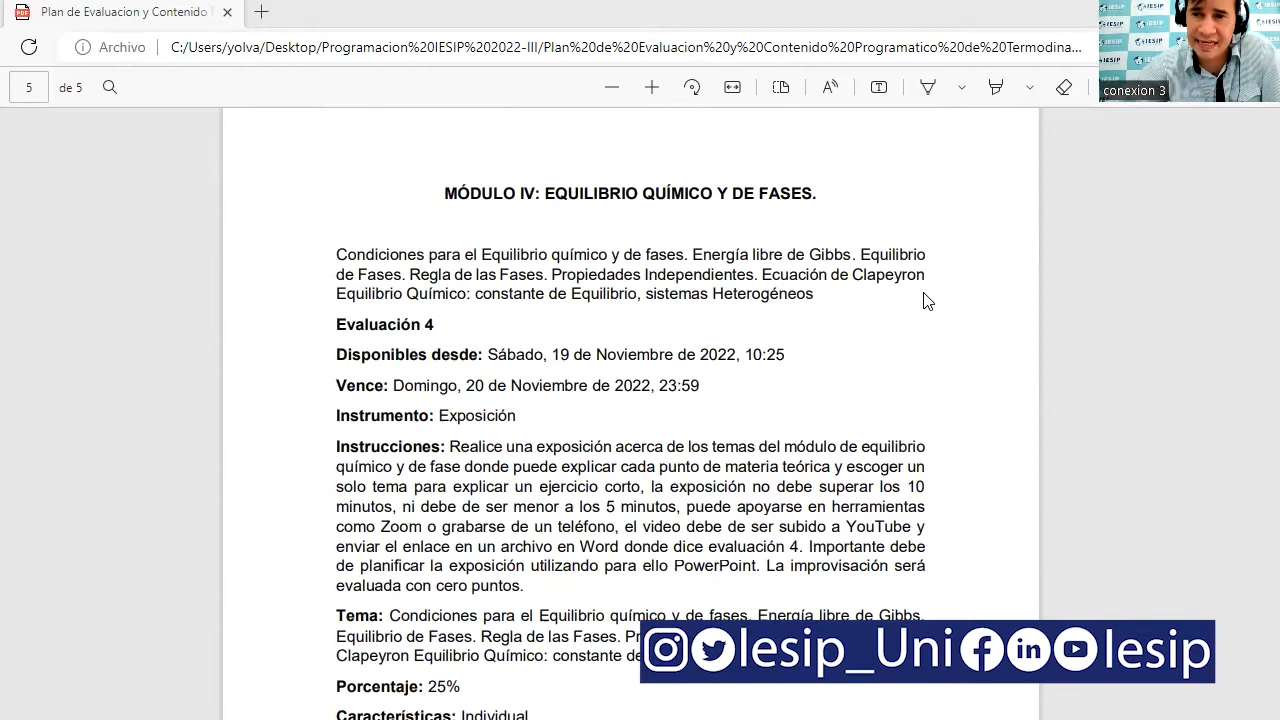 Plan de Evaluacion y Contenido
Archivo
C:/Users/yolva/Desktop/Programacion%20IESIP%202022-III/Plan%20de%20Evaluacion%20y%20Contenido%20Programatico%20de%20Termodina...
5 de 5
IESIP
conexion 3
MÓDULO IV: EQUILIBRIO QUÍMICO Y DE FASES.
Condiciones para el Equilibrio químico y de fases. Energía libre de Gibbs. Equilibrio
de Fases. Regla de las Fases. Propiedades Independientes. Ecuación de Clapeyron
Equilibrio Químico: constante de Equilibrio, sistemas Heterogéneos
Evaluación 4
Disponibles desde: Sábado, 19 de Noviembre de 2022, 10:25
Vence: Domingo, 20 de Noviembre de 2022, 23:59
Instrumento: Exposición
Instrucciones: Realice una exposición acerca de los temas del módulo de equilibrio
químico y de fase donde puede explicar cada punto de materia teórica y escoger un
solo tema para explicar un ejercicio corto, la exposición no debe superar los 10
minutos, ni debe de ser menor a los 5 minutos, puede apoyarse en herramientas
como Zoom o grabarse de un teléfono, el video debe de ser subido a YouTube y
enviar el enlace en un archivo en Word donde dice evaluación 4. Importante debe
de planificar la exposición utilizando para ello PowerPoint. La improvisación será
evaluada con cero puntos.
Tema: Condiciones para el Equilibrio químico y de fases. Energía libre de Gibbs.
Equilibrio de Fases. Regla de las Fases.
Clapeyron Equilibrio Químico: constante de
Iesip_Uni Iesip
Porcentaje: 25%
Características: Individual